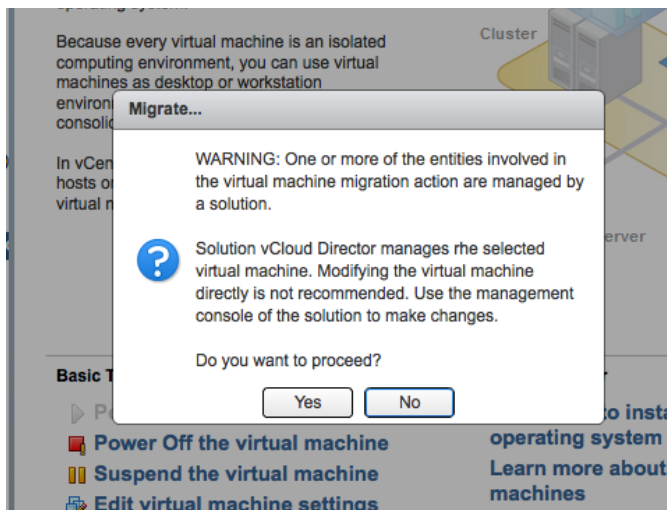 operating system.
Because every virtual machine is an isolated
computing environment, you can use virtual
machines as desktop or workstation
Cluster
Migrate...
WARNING: One or more of the entities involved in
the virtual machine migration action are managed by
a solution.
Solution vCloud Director manages rhe selected
virtual machine. Modifying the virtual machine
directly is not recommended. Use the management
console of the solution to make changes.
Do you want to proceed?
Yes
No
In vCen
hosts or
virtual n
Basic T
Power Off the virtual machine
Suspend the virtual machine
Edit virtual machine settings
to insta
operating system
Learn more about
machines